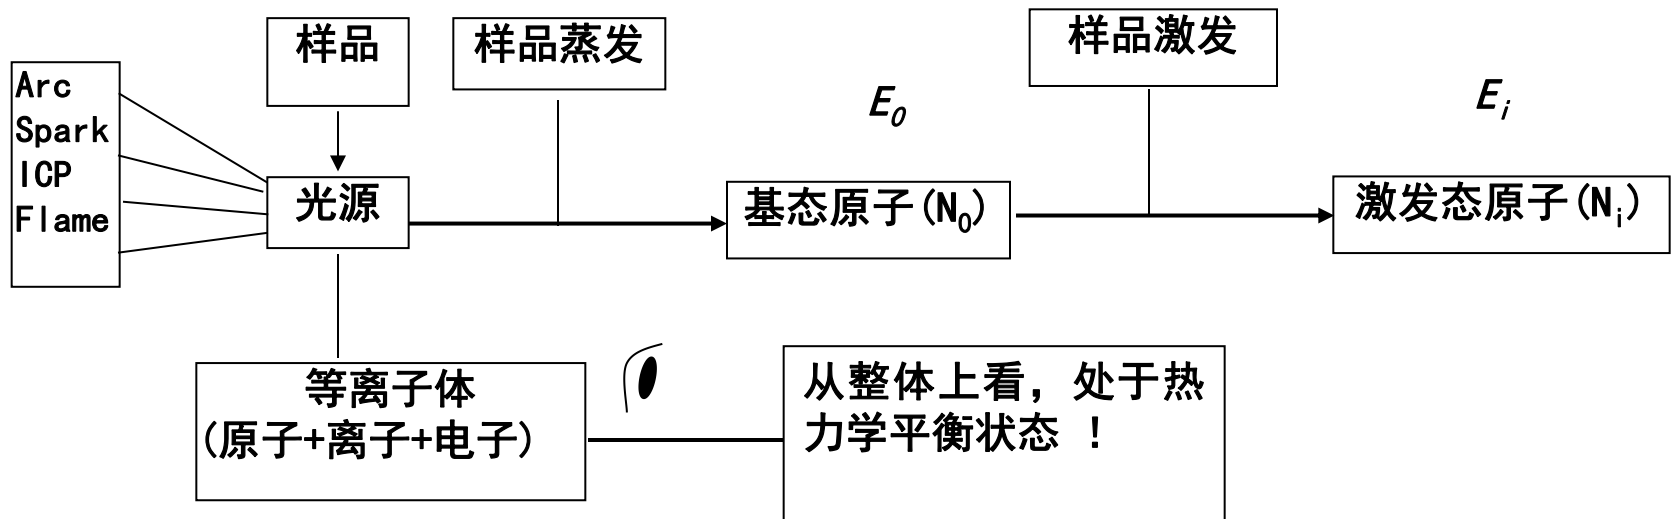 样品
样品蒸发
样品激发
Arc
Spark
ICP
Flame
E₀
Eᵢ
光源
基态原子(N₀)
激发态原子(Nᵢ)
等离子体
(原子+离子+电子)
从整体上看，处于热
力学平衡状态 ！